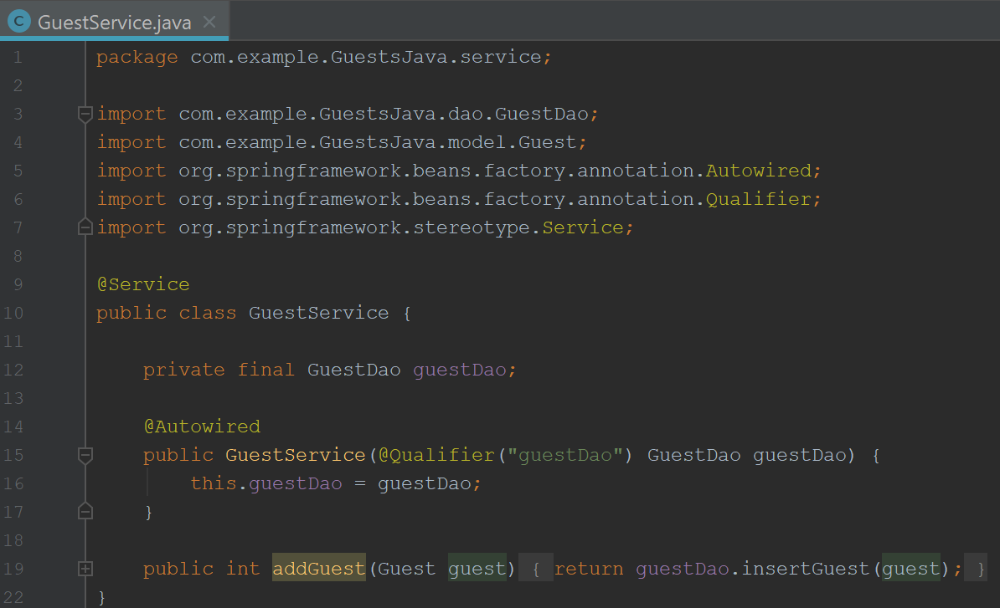 C GuestService.java
1 package com.example.GuestsJava.service;
2
3 import com.example.GuestsJava.dao.GuestDao;
4 import com.example.GuestsJava.model.Guest;
5 import org.springframework.beans.factory.annotation.Autowired;
6 import org.springframework.beans.factory.annotation.Qualifier;
7 import org.springframework.stereotype.Service;
8
9 @Service
10 public class GuestService {
11
12     private final GuestDao guestDao;
13
14     @Autowired
15     public GuestService(@Qualifier("guestDao") GuestDao guestDao) {
16         this.guestDao = guestDao;
17     }
18
19     public int addGuest(Guest guest) { return guestDao.insertGuest(guest); }
22 }